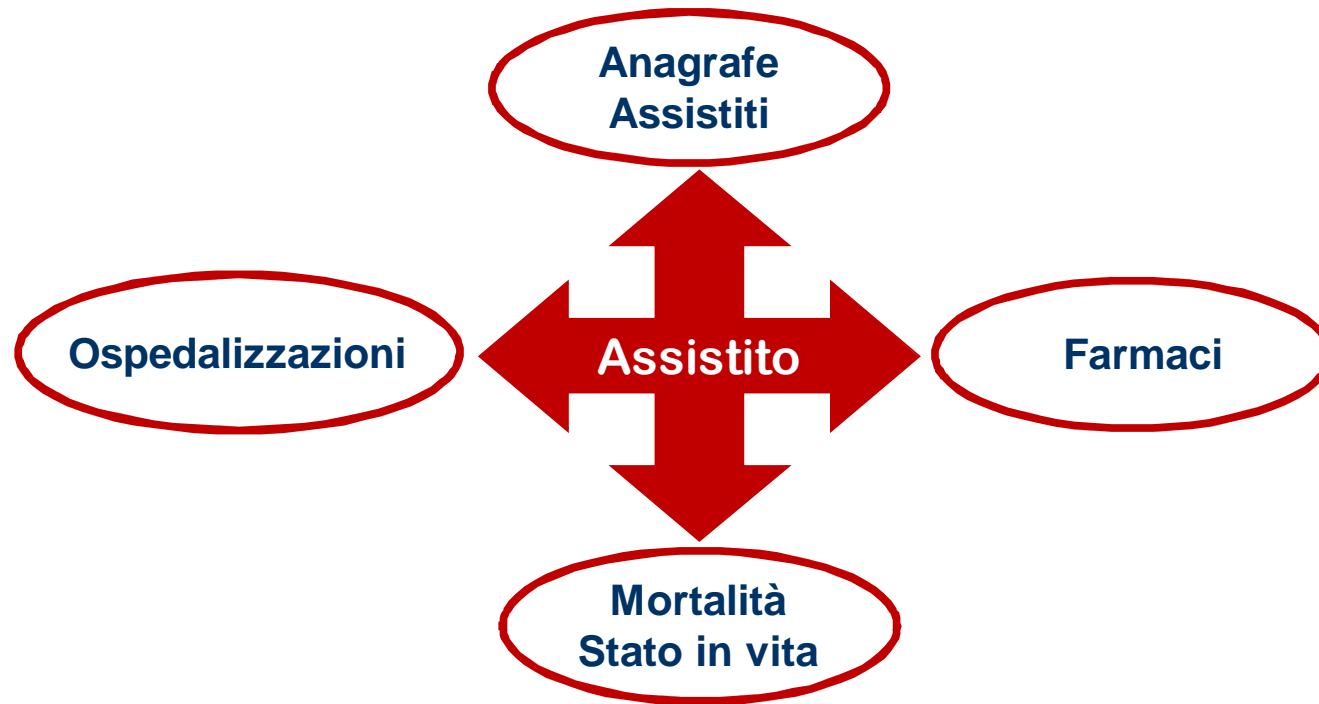 Anagrafe
Assistiti
Ospedalizzazioni
Assistito
Farmaci
Mortalità
Stato in vita